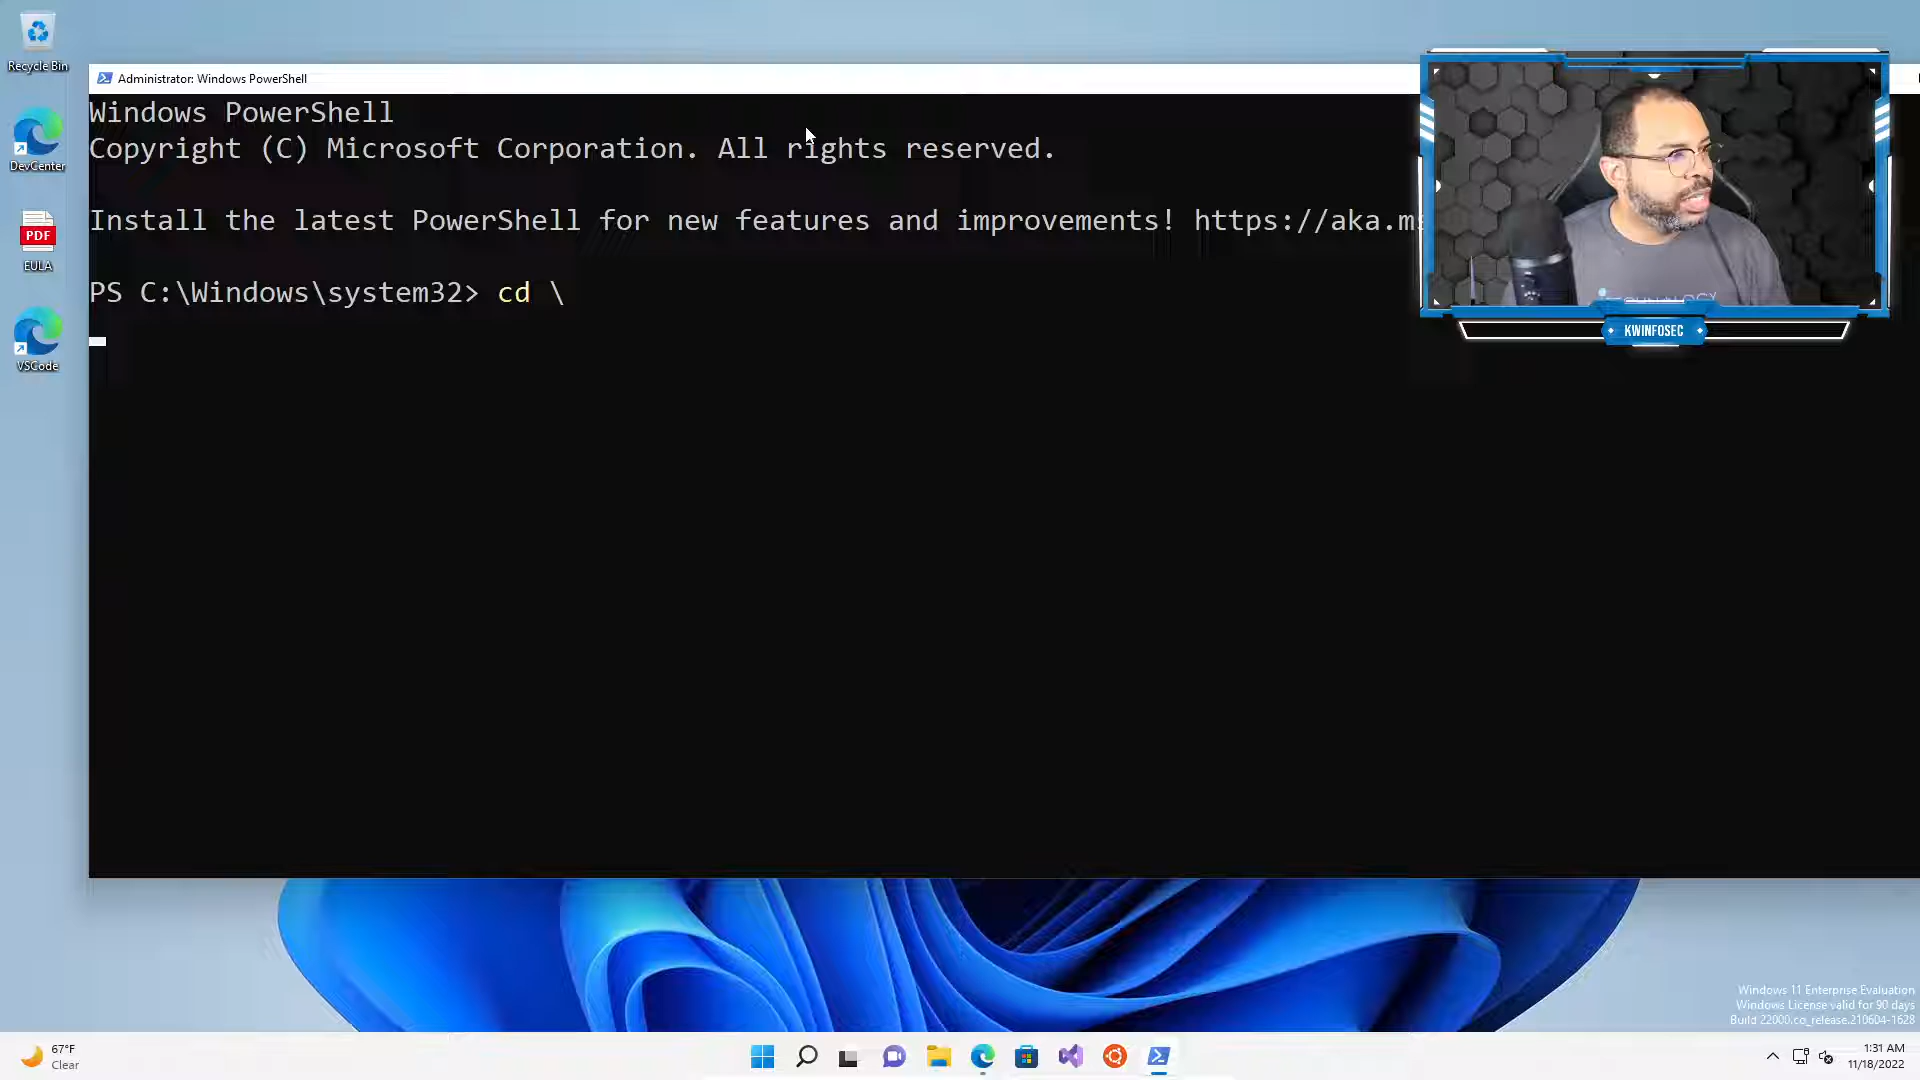 Recycle Bin
Administrator: Windows PowerShell
Windows PowerShell
Copyright (C) Microsoft Corporation. All rights reserved.
DevCenter
Install the latest PowerShell for new features and improvements! https://aka.m
PDF
EULA
PS C:\Windows\system32> cd \
KWINFOSEC
VSCode
Windows 11 Enterprise Evaluation
Windows License valid for 90 days
Build 22000.co_release.210604-1628
67°F
Clear
1:31 AM
11/18/2022